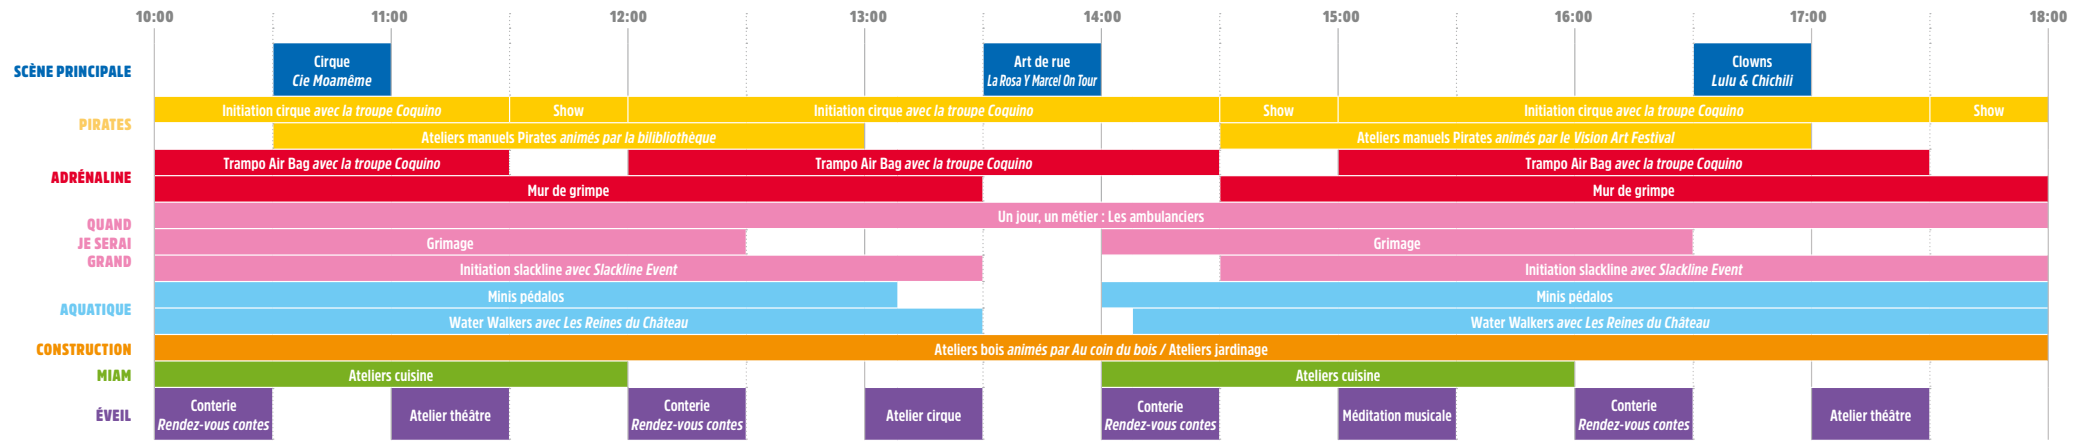 10:00 11:00 12:00 13:00 14:00 15:00 16:00 17:00 18:00
SCÈNE PRINCIPALE
Cirque
Cie Moamême
Art de rue
La Rosa Y Marcel On Tour
Clowns
Lulu & Chichili
PIRATES
Initiation cirque avec la troupe Coquino Show Initiation cirque avec la troupe Coquino Show Initiation cirque avec la troupe Coquino Show
Ateliers manuels Pirates animés par la bilibliothèque Ateliers manuels Pirates animés par le Vision Art Festival
ADRÉNALINE
Trampo Air Bag avec la troupe Coquino Trampo Air Bag avec la troupe Coquino Trampo Air Bag avec la troupe Coquino
Mur de grimpe Mur de grimpe
QUAND
JE SERAI
GRAND
Un jour, un métier : Les ambulanciers
Grimage Grimage
Initiation slackline avec Slackline Event Initiation slackline avec Slackline Event
AQUATIQUE
Minis pédalos Minis pédalos
Water Walkers avec Les Reines du Château Water Walkers avec Les Reines du Château
CONSTRUCTION
Ateliers bois animés par Au coin du bois / Ateliers jardinage
MIAM
Ateliers cuisine Ateliers cuisine
ÉVEIL
Conterie
Rendez-vous contes
Atelier théâtre
Conterie
Rendez-vous contes
Atelier cirque
Conterie
Rendez-vous contes
Méditation musicale
Conterie
Rendez-vous contes
Atelier théâtre